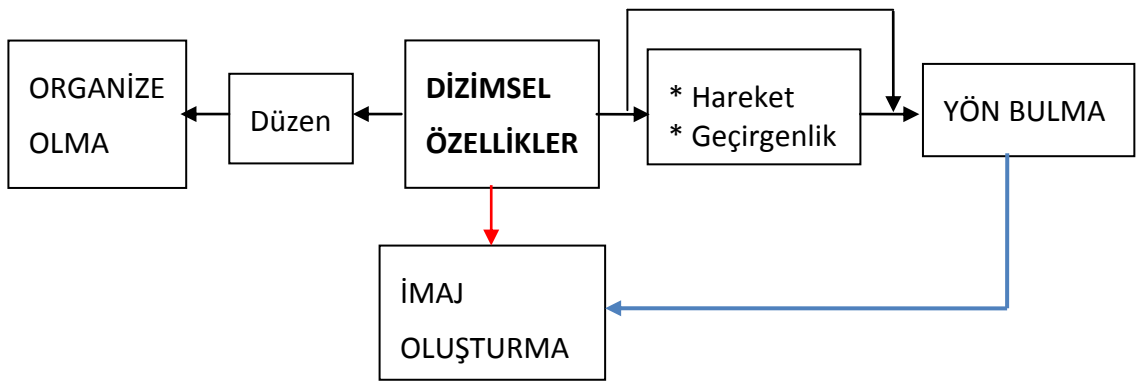 ORGANİZE
OLMA
Düzen
DİZİMSEL
ÖZELLİKLER
* Hareket
* Geçirgenlik
YÖN BULMA
İMAJ
OLUŞTURMA